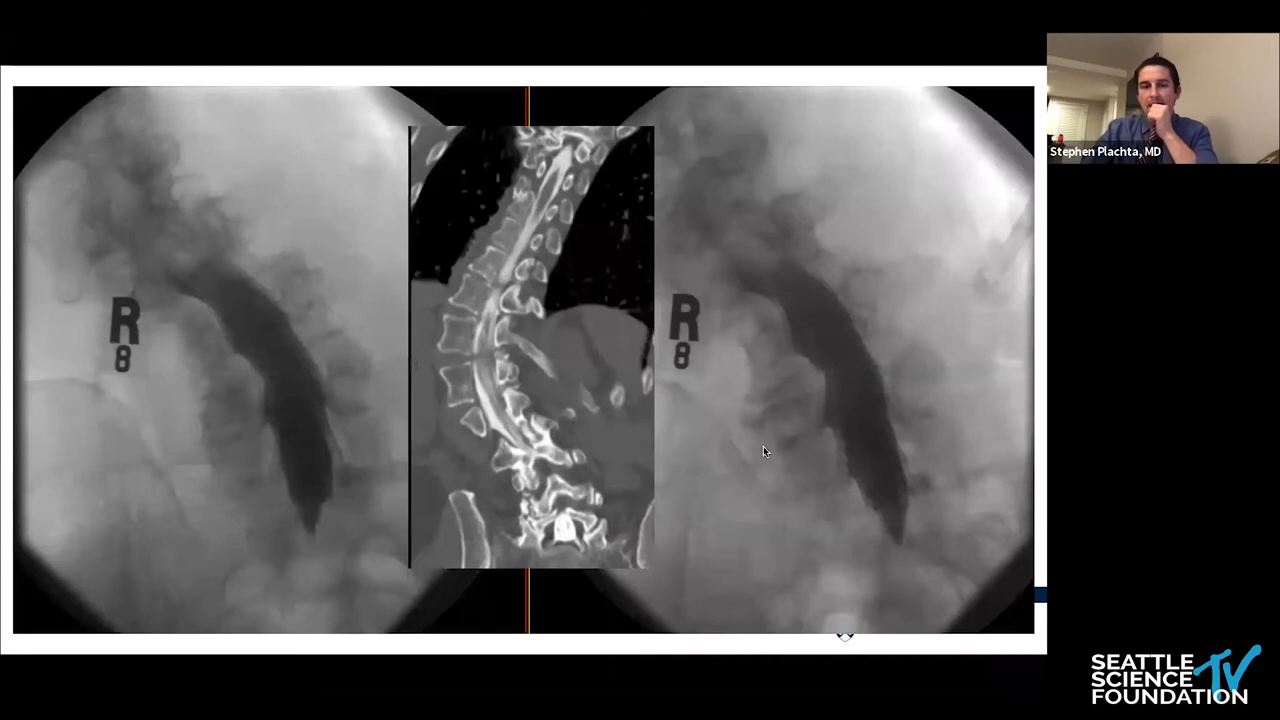 R
8
R
8
Stephen Plachta, MD
SEATTLE
SCIENCE TV
FOUNDATION